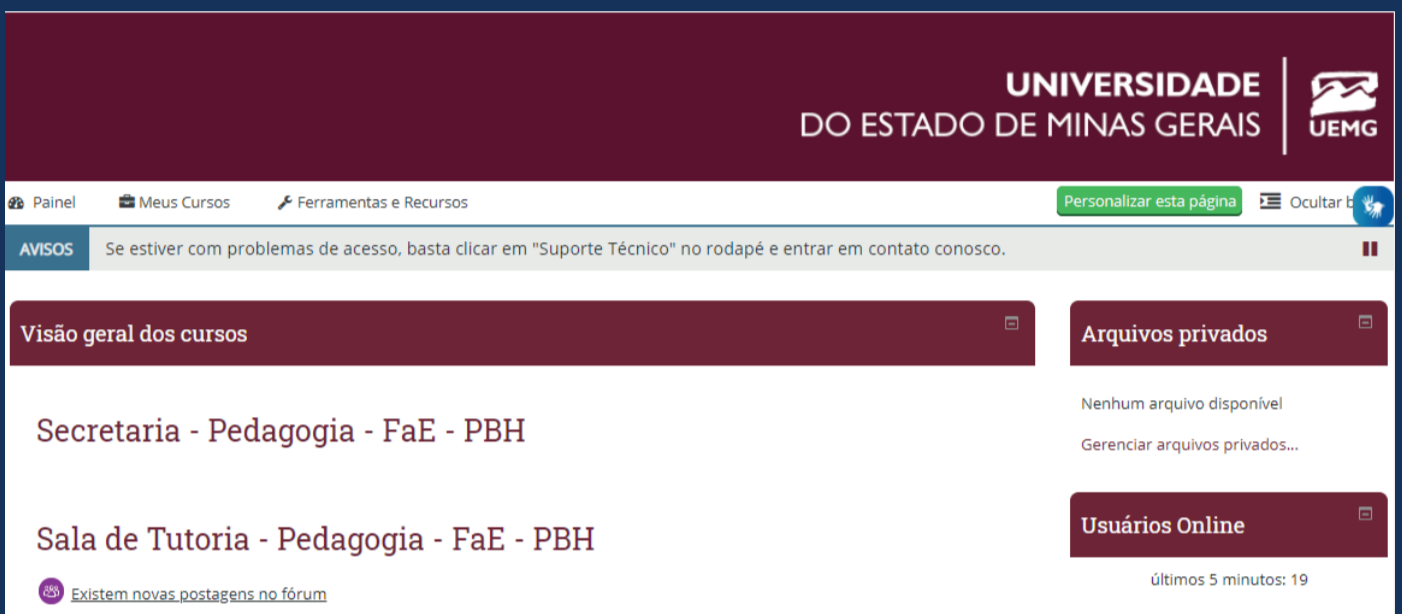 UNIVERSIDADE
DO ESTADO DE MINAS GERAIS
UEMG
Painel
Meus Cursos
Ferramentas e Recursos
Personalizar esta página
Ocultar b
AVISOS
Se estiver com problemas de acesso, basta clicar em "Suporte Técnico" no rodapé e entrar em contato conosco.
Visão geral dos cursos
Secretaria - Pedagogia - FaE - PBH
Sala de Tutoria - Pedagogia - FaE - PBH
Existem novas postagens no fórum
Arquivos privados
Nenhum arquivo disponível
Gerenciar arquivos privados...
Usuários Online
últimos 5 minutos: 19